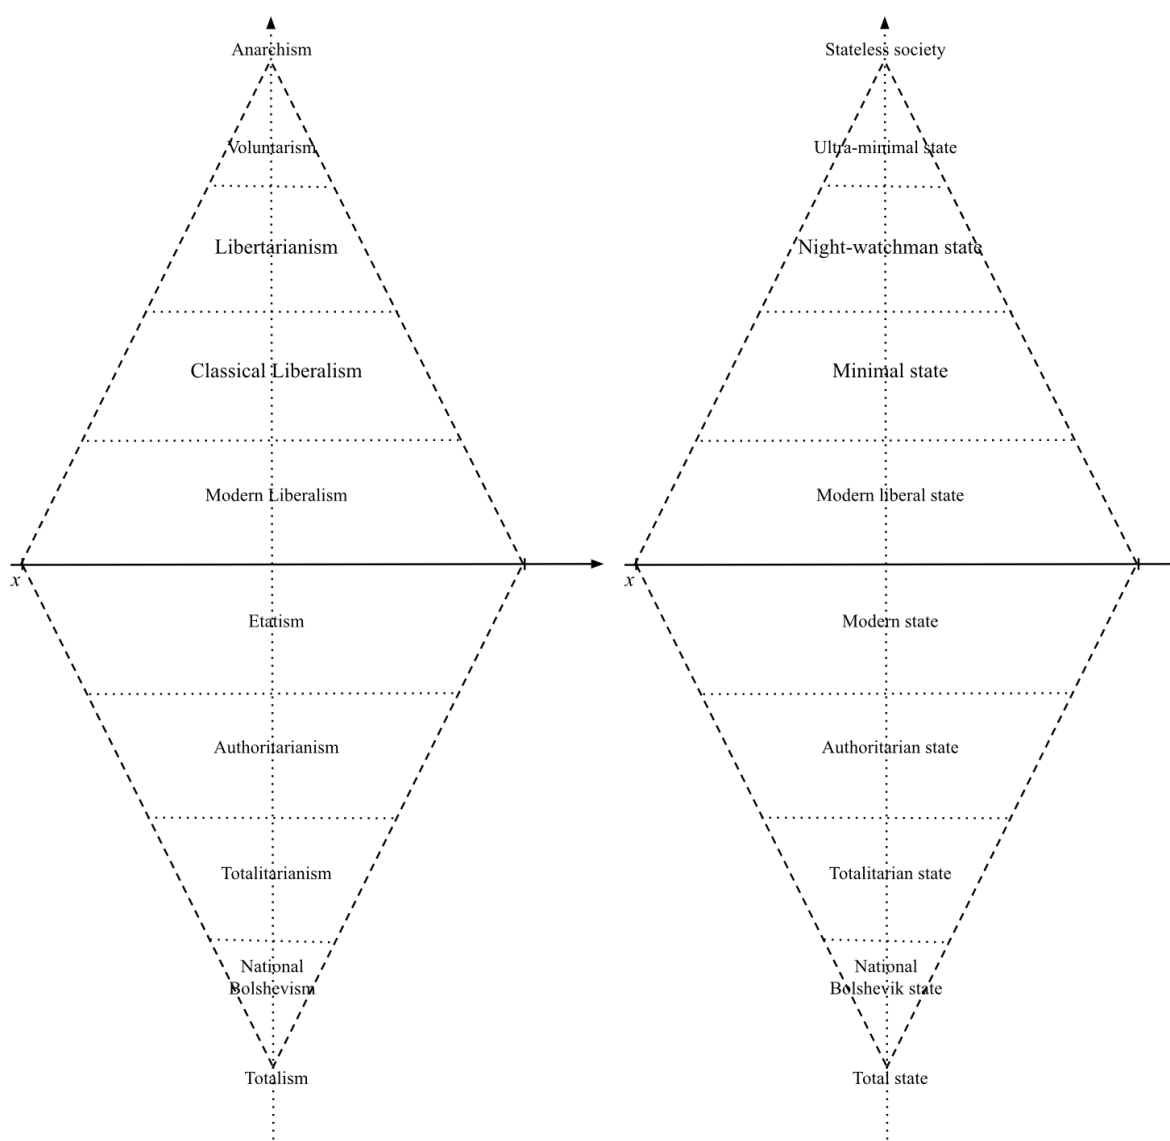 Anarchism
Voluntarism
Libertarianism
Classical Liberalism
Modern Liberalism
x
Etatism
Authoritarianism
Totalitarianism
National
Bolshevism
Totalism
Stateless society
Ultra-minimal state
Night-watchman state
Minimal state
Modern liberal state
x
Modern state
Authoritarian state
Totalitarian state
National
Bolshevik state
Total state